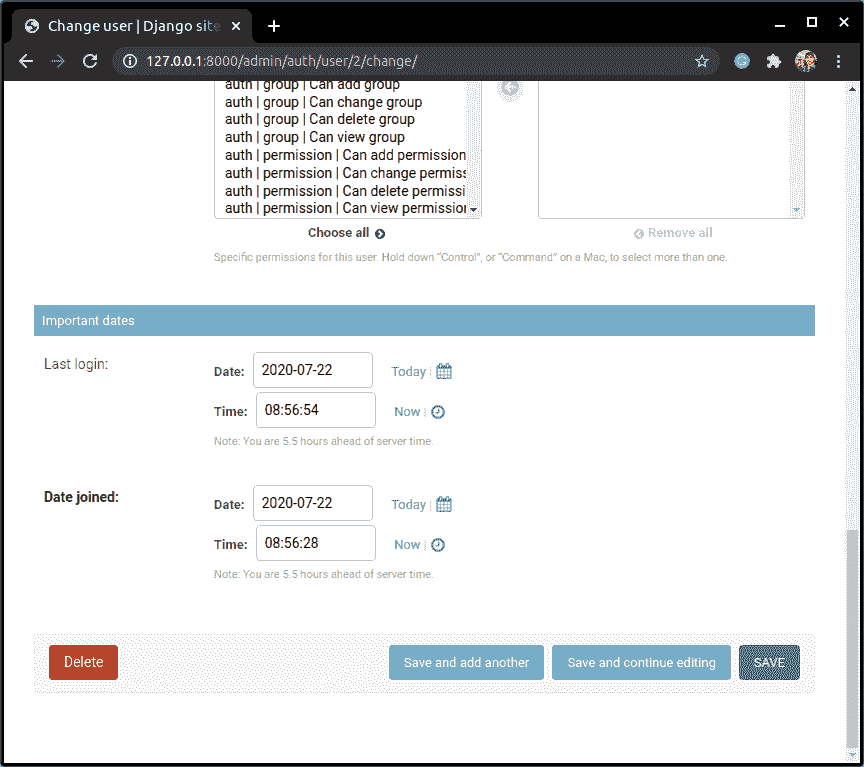 Change user | Django site
127.0.0.1:8000/admin/auth/user/2/change/
auth | group | Can add group
auth | group | Can change group
auth | group | Can delete group
auth | group | Can view group
auth | permission | Can add permission
auth | permission | Can change permiss
auth | permission | Can delete permissi
auth | permission | Can view permission
Choose all
Remove all
Specific permissions for this user. Hold down "Control", or "Command" on a Mac, to select more than one.
Important dates
Last login:
Date: 2020-07-22 Today |
Time: 08:56:54 Now |
Note: You are 5.5 hours ahead of server time.
Date joined:
Date: 2020-07-22 Today |
Time: 08:56:28 Now |
Note: You are 5.5 hours ahead of server time.
Delete
Save and add another
Save and continue editing
SAVE